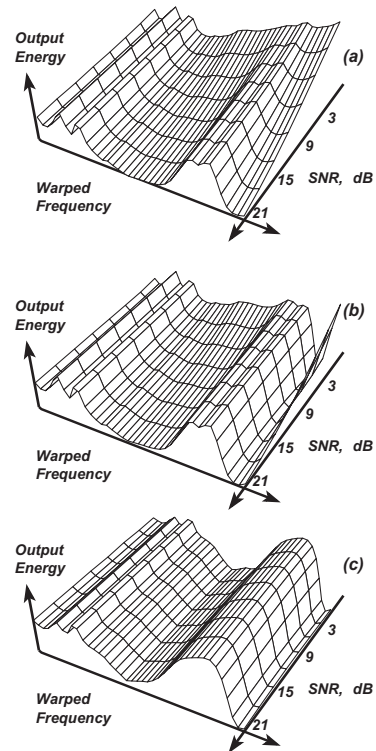 Output
Energy
(a)
3
9
15 SNR, dB
21
Warped
Frequency
Output
Energy
(b)
3
9
15 SNR, dB
21
Warped
Frequency
Output
Energy
(c)
3
9
15 SNR, dB
21
Warped
Frequency